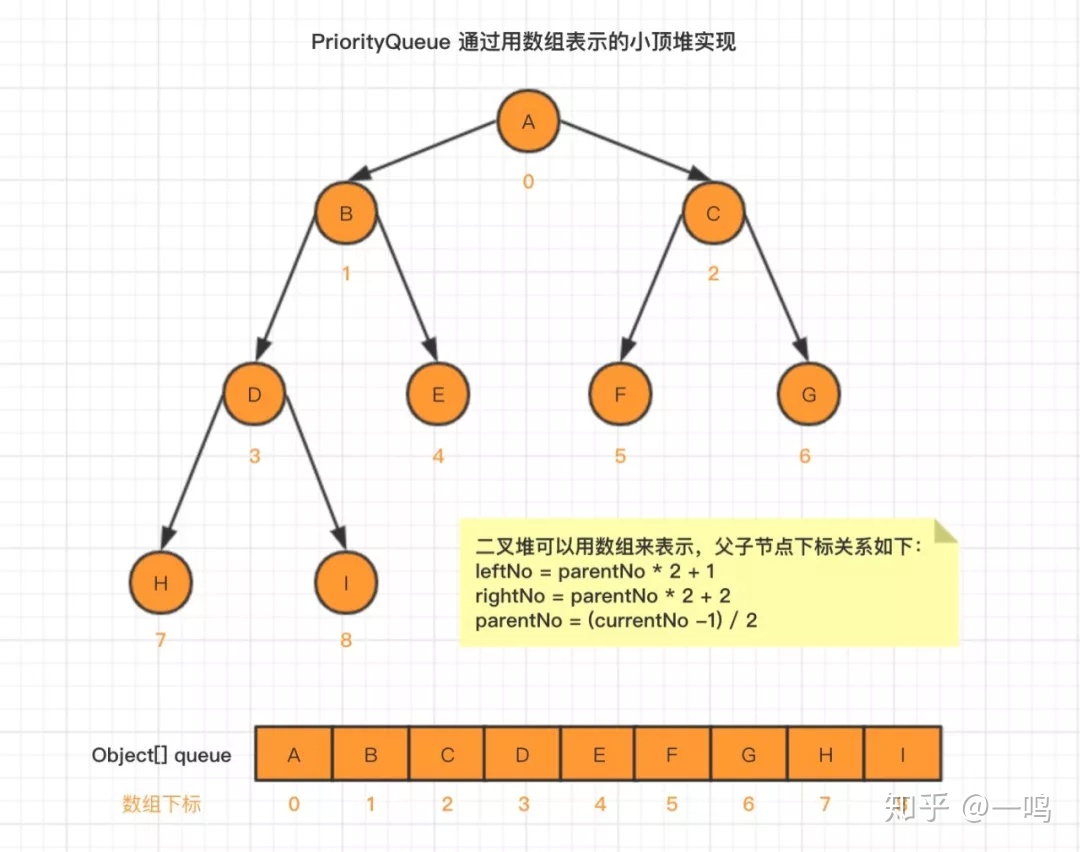 PriorityQueue 通过用数组表示的小顶堆实现
A
0
B
C
1
2
D
E
F
G
3
4
5
6
H
I
7
8
二叉堆可以用数组来表示，父子节点下标关系如下：
leftNo = parentNo * 2 + 1
rightNo = parentNo * 2 + 2
parentNo = (currentNo -1) / 2
Object[] queue A B C D E F G H I
数组下标 0 1 2 3 4 5 6 7 8
知乎 @一鸣